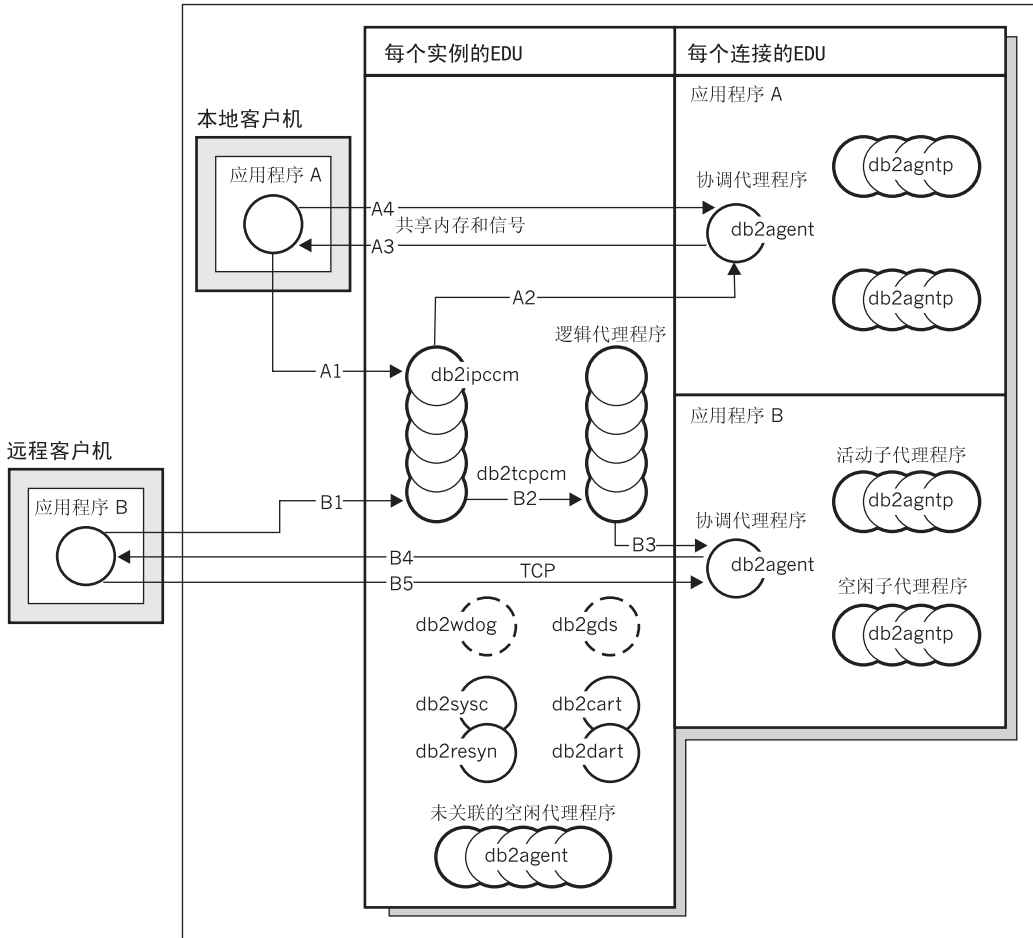 每个实例的EDU
每个连接的EDU
应用程序 A
本地客户机
应用程序 A
db2agntp
协调代理程序
A4
共享内存和信号
db2agent
A3
A2
db2agntp
逻辑代理程序
A1
db2ipccm
应用程序 B
远程客户机
活动子代理程序
db2tcpcm
应用程序 B
B1
B2
db2agntp
协调代理程序
B3
B4
db2agent
TCP
B5
空闲子代理程序
db2wdog
db2gds
db2agntp
db2sysc
db2cart
db2resyn
db2dart
未关联的空闲代理程序
db2agent